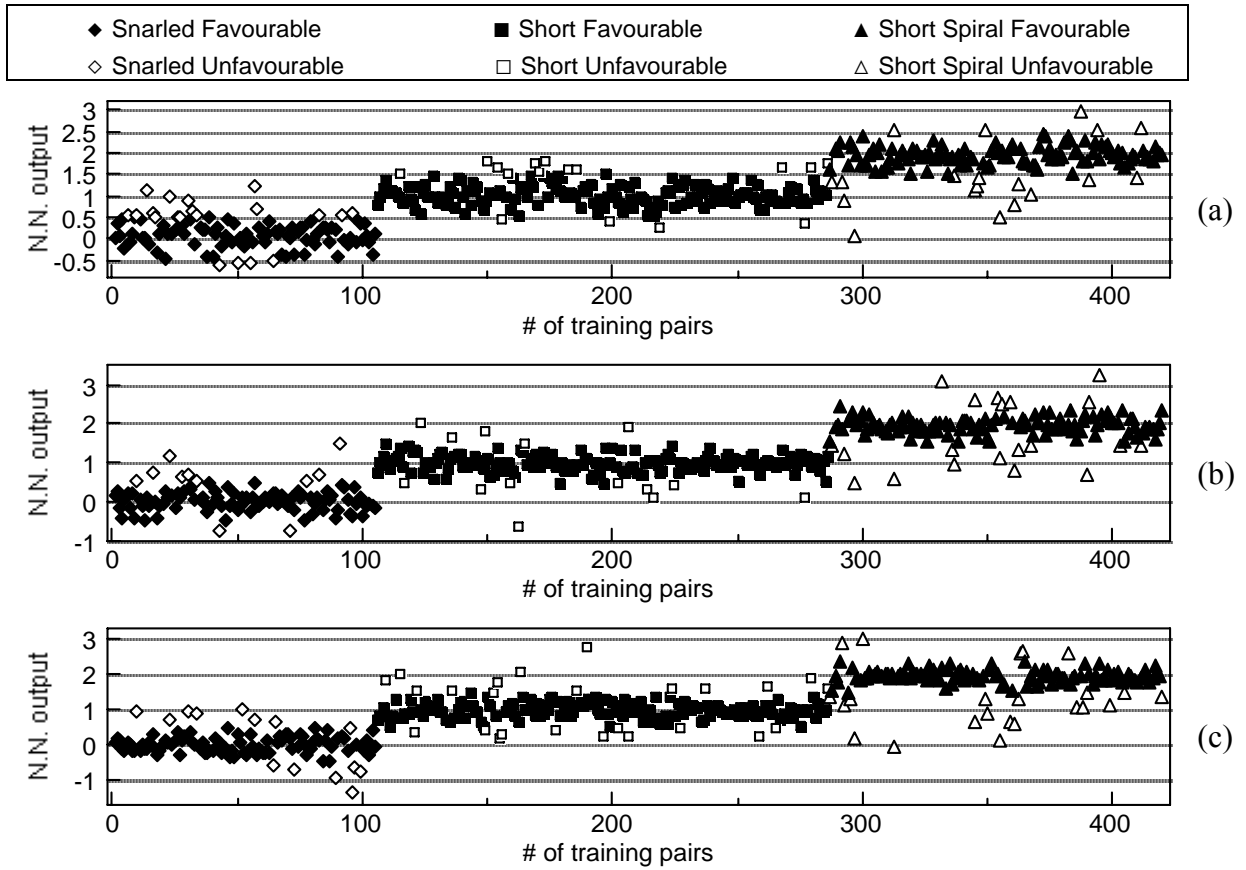 Snarled Favourable Short Favourable Short Spiral Favourable
Snarled Unfavourable Short Unfavourable Short Spiral Unfavourable
N.N. output
3
2.5
2
1.5
1
0.5
0
-0.5
0 100 200 300 400
# of training pairs
(a)
N.N. output
3
2
1
0
-1
0 100 200 300 400
# of training pairs
(b)
N.N. output
3
2
1
0
-1
0 100 200 300 400
# of training pairs
(c)